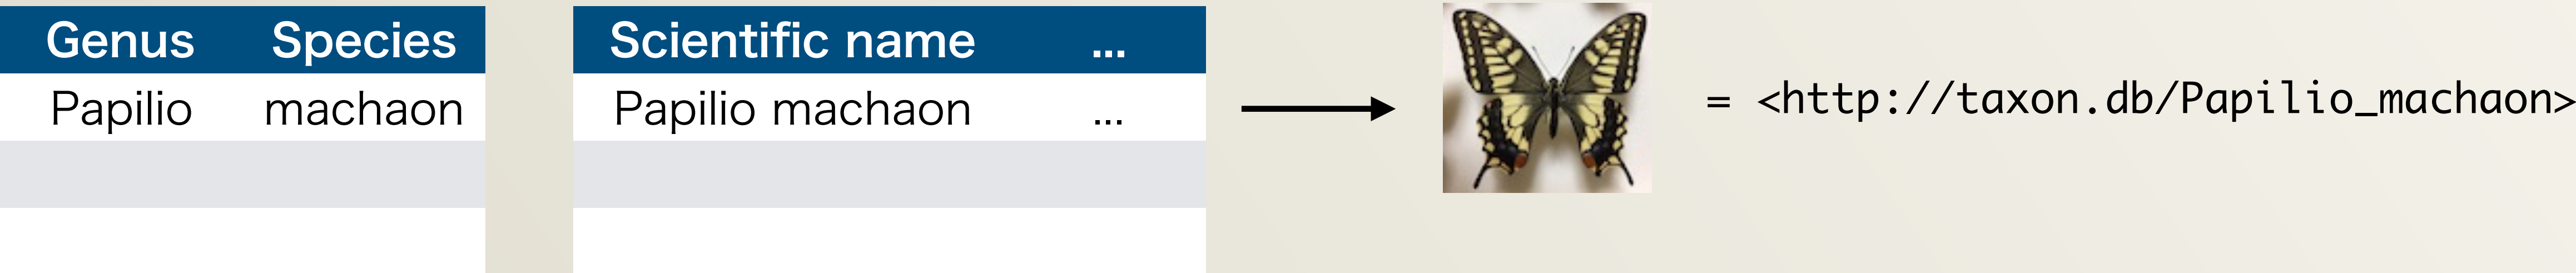 Genus Species
Papilio machaon
Scientific name ...
Papilio machaon ...
= <http://taxon.db/Papilio_machaon>